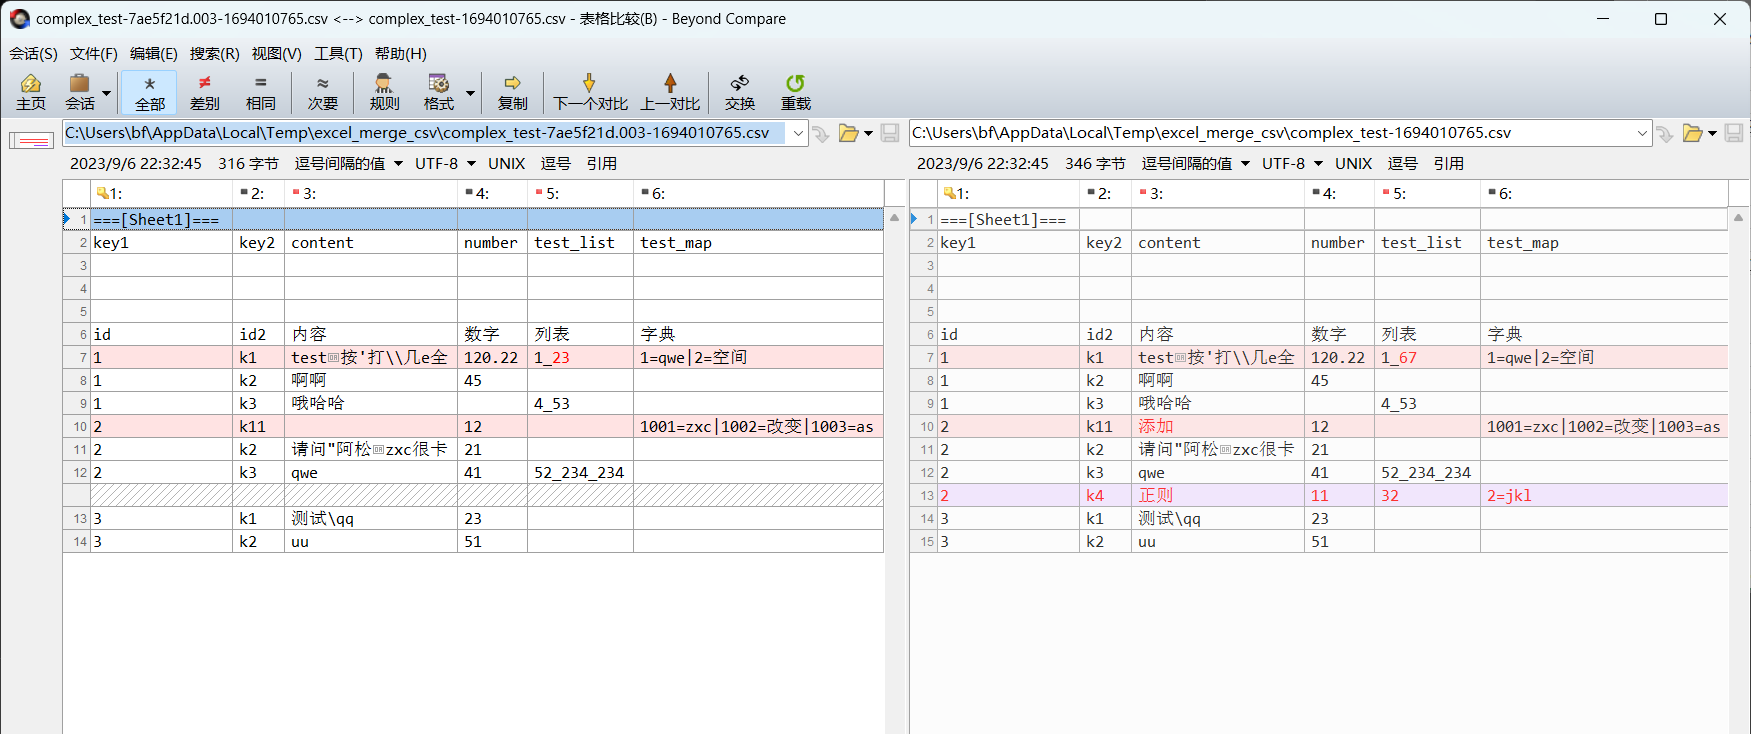 complex_test-7ae5f21d.003-1694010765.csv <--> complex_test-1694010765.csv - 表格比较(B) - Beyond Compare
会话(S) 文件(F) 编辑(E) 搜索(R) 视图(V) 工具(T) 帮助(H)
主页 会话 全部 差别 相同 次要 规则 格式 复制 下一个对比 上一对比 交换 重载
C:\Users\bf\AppData\Local\Temp\excel_merge_csv\complex_test-7ae5f21d.003-1694010765.csv
2023/9/6 22:32:45 316 字节 逗号间隔的值 UTF-8 UNIX 逗号 引用
1: 2: 3: 4: 5: 6:
1 ===[Sheet1]===
2 key1 key2 content number test_list test_map
3
4
5
6 id id2 内容 数字 列表 字典
7 1 k1 test␊按'打\\几e全 120.22 1_23 1=qwe|2=空间
8 1 k2 啊啊 45
9 1 k3 哦哈哈 4_53
10 2 k11 12 1001=zxc|1002=改变|1003=as
11 2 k2 请问"阿松␊zxc很卡 21
12 2 k3 qwe 41 52_234_234
13 3 k1 测试\qq 23
14 3 k2 uu 51
C:\Users\bf\AppData\Local\Temp\excel_merge_csv\complex_test-1694010765.csv
2023/9/6 22:32:45 346 字节 逗号间隔的值 UTF-8 UNIX 逗号 引用
1: 2: 3: 4: 5: 6:
1 ===[Sheet1]===
2 key1 key2 content number test_list test_map
3
4
5
6 id id2 内容 数字 列表 字典
7 1 k1 test␊按'打\\几e全 120.22 1_67 1=qwe|2=空间
8 1 k2 啊啊 45
9 1 k3 哦哈哈 4_53
10 2 k11 添加 12 1001=zxc|1002=改变|1003=as
11 2 k2 请问"阿松␊zxc很卡 21
12 2 k3 qwe 41 52_234_234
13 2 k4 正则 11 32 2=jkl
14 3 k1 测试\qq 23
15 3 k2 uu 51